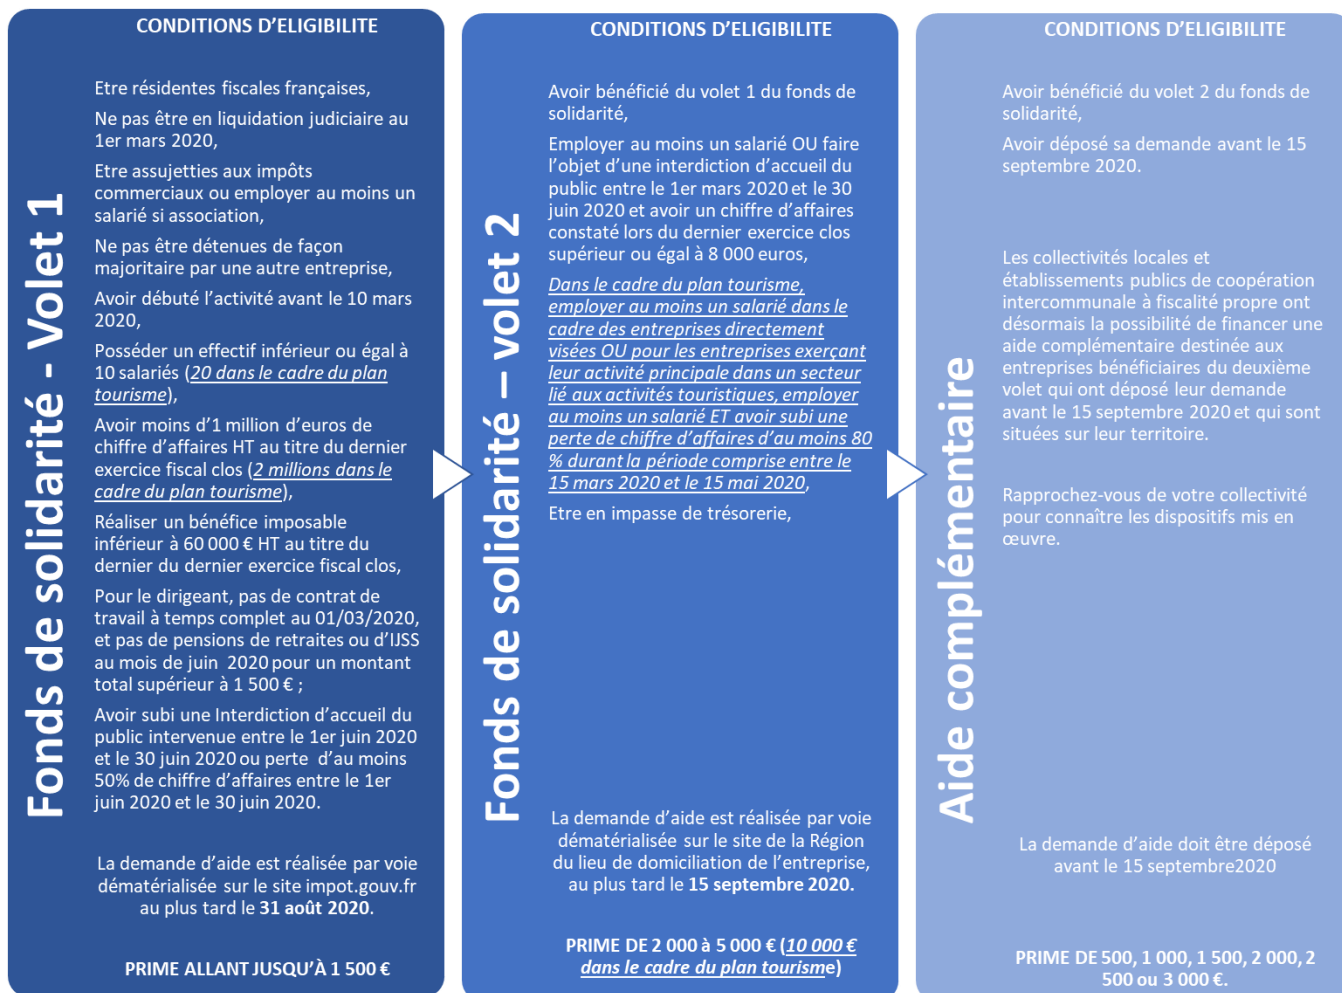 CONDITIONS D’ELIGIBILITE
Fonds de solidarité - Volet 1
Etre résidentes fiscales françaises,
Ne pas être en liquidation judiciaire au
1er mars 2020,
Etre assujetties aux impôts
commerciaux ou employer au moins un
salarié si association,
Ne pas être détenues de façon
majoritaire par une autre entreprise,
Avoir débuté l’activité avant le 10 mars
2020,
Posséder un effectif inférieur ou égal à
10 salariés (20 dans le cadre du plan
tourisme),
Avoir moins d’1 million d’euros de
chiffre d’affaires HT au titre du dernier
exercice fiscal clos (2 millions dans le
cadre du plan tourisme),
Réaliser un bénéfice imposable
inférieur à 60 000 € HT au titre du
dernier du dernier exercice fiscal clos,
Pour le dirigeant, pas de contrat de
travail à temps complet au 01/03/2020,
et pas de pensions de retraites ou d’IJSS
au mois de juin 2020 pour un montant
total supérieur à 1 500 € ;
Avoir subi une Interdiction d’accueil du
public intervenue entre le 1er juin 2020
et le 30 juin 2020 ou perte d’au moins
50% de chiffre d’affaires entre le 1er
juin 2020 et le 30 juin 2020.
La demande d’aide est réalisée par voie
dématérialisée sur le site impot.gouv.fr
au plus tard le 31 août 2020.
PRIME ALLANT JUSQU’À 1 500 €
CONDITIONS D’ELIGIBILITE
Fonds de solidarité – volet 2
Avoir bénéficié du volet 1 du fonds de
solidarité,
Employer au moins un salarié OU faire
l’objet d’une interdiction d’accueil du
public entre le 1er mars 2020 et le 30
juin 2020 et avoir un chiffre d’affaires
constaté lors du dernier exercice clos
supérieur ou égal à 8 000 euros,
Dans le cadre du plan tourisme,
employer au moins un salarié dans le
cadre des entreprises directement
visées OU pour les entreprises exerçant
leur activité principale dans un secteur
lié aux activités touristiques, employer
au moins un salarié ET avoir subi une
perte de chiffre d’affaires d’au moins 80
% durant la période comprise entre le
15 mars 2020 et le 15 mai 2020,
Etre en impasse de trésorerie,
La demande d’aide est réalisée par voie
dématérialisée sur le site de la Région
du lieu de domiciliation de l’entreprise,
au plus tard le 15 septembre 2020.
PRIME DE 2 000 à 5 000 € (10 000 €
dans le cadre du plan tourisme)
CONDITIONS D’ELIGIBILITE
Aide complémentaire
Avoir bénéficié du volet 2 du fonds de
solidarité,
Avoir déposé sa demande avant le 15
septembre 2020.
Les collectivités locales et
établissements publics de coopération
intercommunale à fiscalité propre ont
désormais la possibilité de financer une
aide complémentaire destinée aux
entreprises bénéficiaires du deuxième
volet qui ont déposé leur demande
avant le 15 septembre 2020 et qui sont
situées sur leur territoire.
Rapprochez-vous de votre collectivité
pour connaître les dispositifs mis en
œuvre.
La demande d’aide doit être déposé
avant le 15 septembre2020
PRIME DE 500, 1 000, 1 500, 2 000, 2
500 ou 3 000 €.